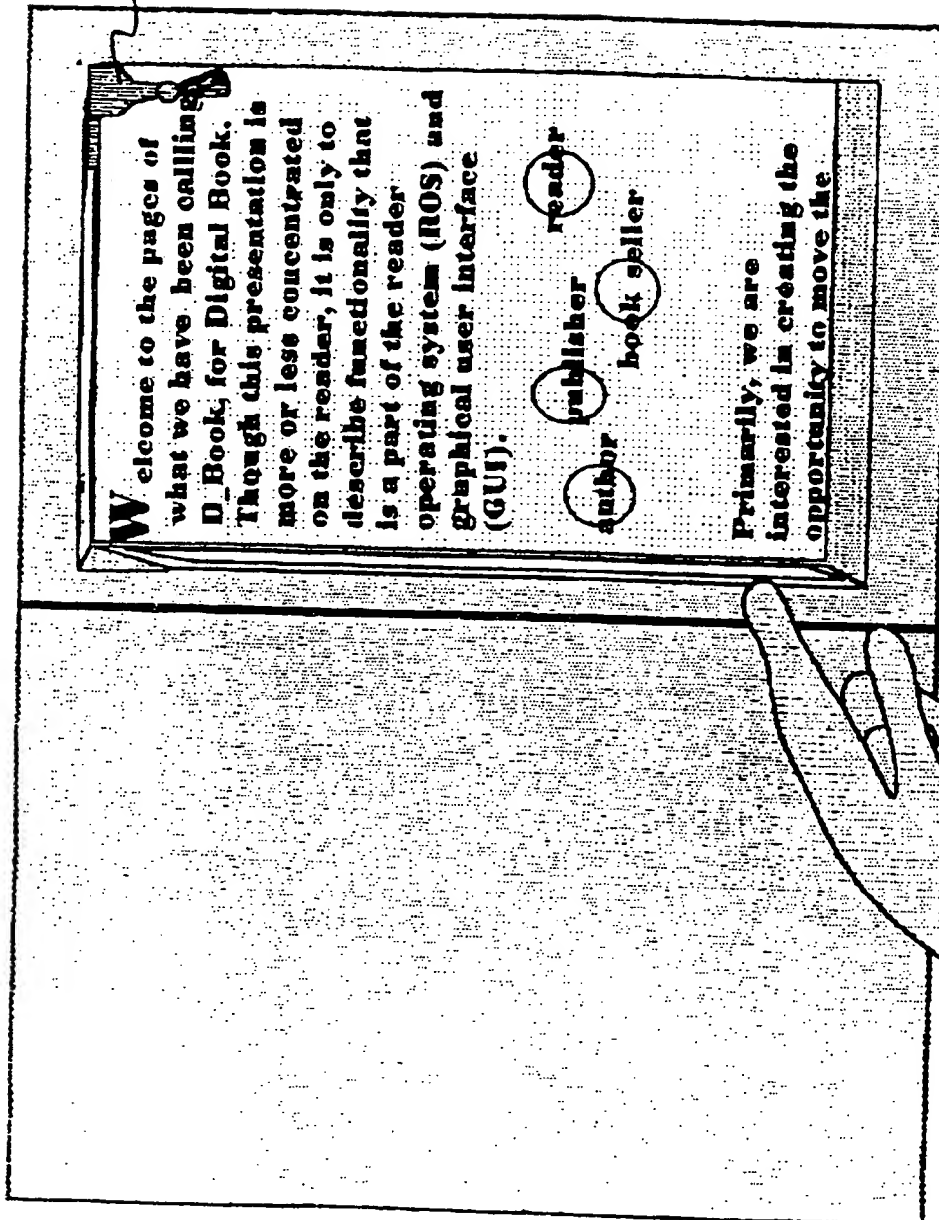 Welcome to the pages of
what we have been callling
D_Book, for Digital Book.
Though this presentation is
more or less concentrated
on the reader, it is only to
describe functionality that
is a part of the reader
operating system (ROS) and
graphical user interface
(GUI).
author publisher reader
book seller
Primarily, we are
interested in creating the
opportunity to move the